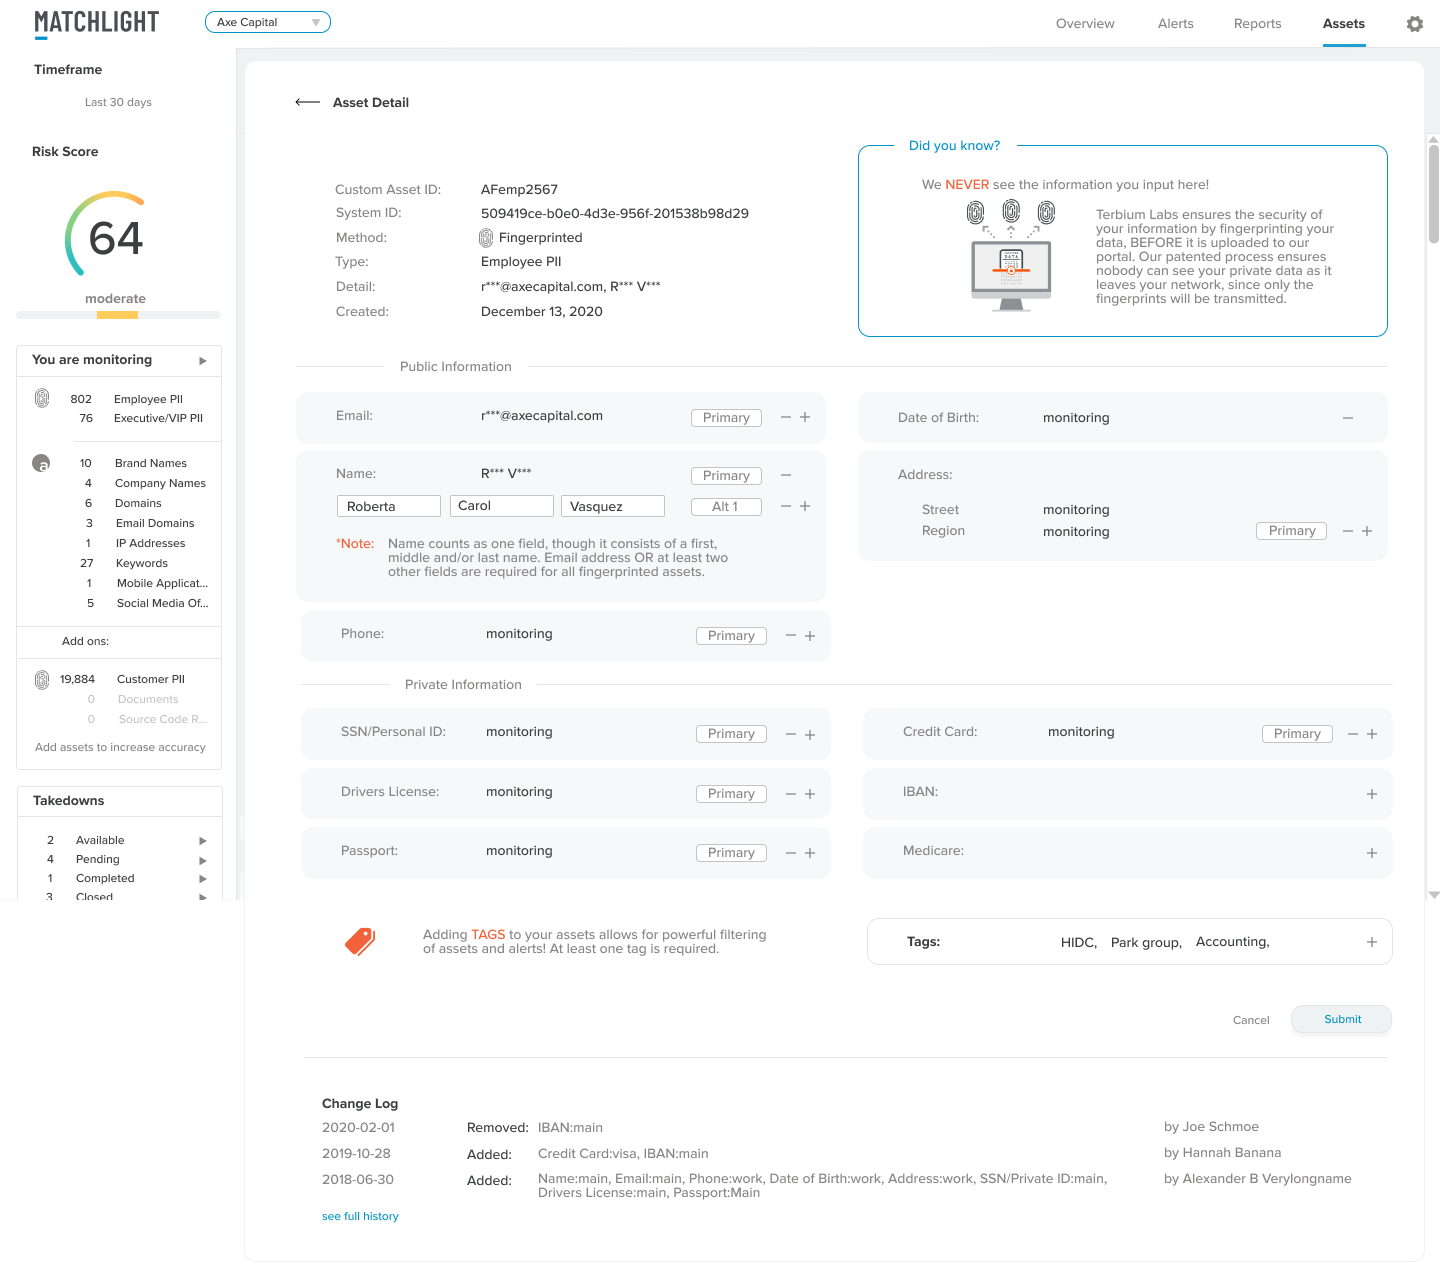 MATCHLIGHT
Axe Capital
Overview
Alerts
Reports
Assets
Timeframe
Last 30 days
Risk Score
64
moderate
You are monitoring
802 Employee PII
76 Executive/VIP PII
a
10 Brand Names
4 Company Names
6 Domains
3 Email Domains
1 IP Addresses
27 Keywords
1 Mobile Applicat...
5 Social Media Of...
Add ons:
19,884 Customer PII
0 Documents
0 Source Code R...
Add assets to increase accuracy
Takedowns
2 Available
4 Pending
1 Completed
3 Closed
Asset Detail
Custom Asset ID: AFemp2567
System ID: 509419ce-b0e0-4d3e-956f-201538b98d29
Method: Fingerprinted
Type: Employee PII
Detail: r***@axecapital.com, R*** V***
Created: December 13, 2020
Did you know?
We NEVER see the information you input here!
DATA
Terbium Labs ensures the security of
your information by fingerprinting your
data, BEFORE it is uploaded to our
portal. Our patented process ensures
nobody can see your private data as it
leaves your network, since only the
fingerprints will be transmitted.
Public Information
Email: r***@axecapital.com Primary − +
Name: R*** V*** Primary −
Roberta Carol Vasquez Alt 1 − +
*Note: Name counts as one field, though it consists of a first,
middle and/or last name. Email address OR at least two
other fields are required for all fingerprinted assets.
Phone: monitoring Primary − +
Date of Birth: monitoring −
Address:
Street monitoring
Region monitoring Primary − +
Private Information
SSN/Personal ID: monitoring Primary − +
Drivers License: monitoring Primary − +
Passport: monitoring Primary − +
Credit Card: monitoring Primary − +
IBAN: +
Medicare: +
Adding TAGS to your assets allows for powerful filtering
of assets and alerts! At least one tag is required.
Tags: HIDC, Park group, Accounting, +
Cancel
Submit
Change Log
2020-02-01 Removed: IBAN:main by Joe Schmoe
2019-10-28 Added: Credit Card:visa, IBAN:main by Hannah Banana
2018-06-30 Added: Name:main, Email:main, Phone:work, Date of Birth:work, Address:work, SSN/Private ID:main, by Alexander B Verylongname
Drivers License:main, Passport:Main
see full history